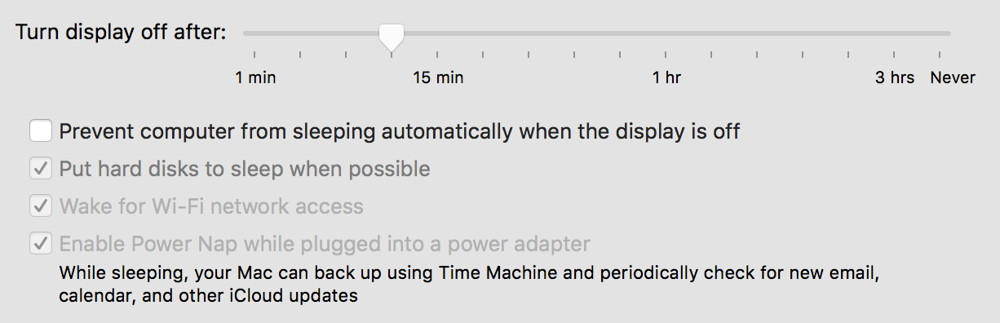 Turn display off after:
1 min 15 min 1 hr 3 hrs Never
Prevent computer from sleeping automatically when the display is off
Put hard disks to sleep when possible
Wake for Wi-Fi network access
Enable Power Nap while plugged into a power adapter
While sleeping, your Mac can back up using Time Machine and periodically check for new email,
calendar, and other iCloud updates